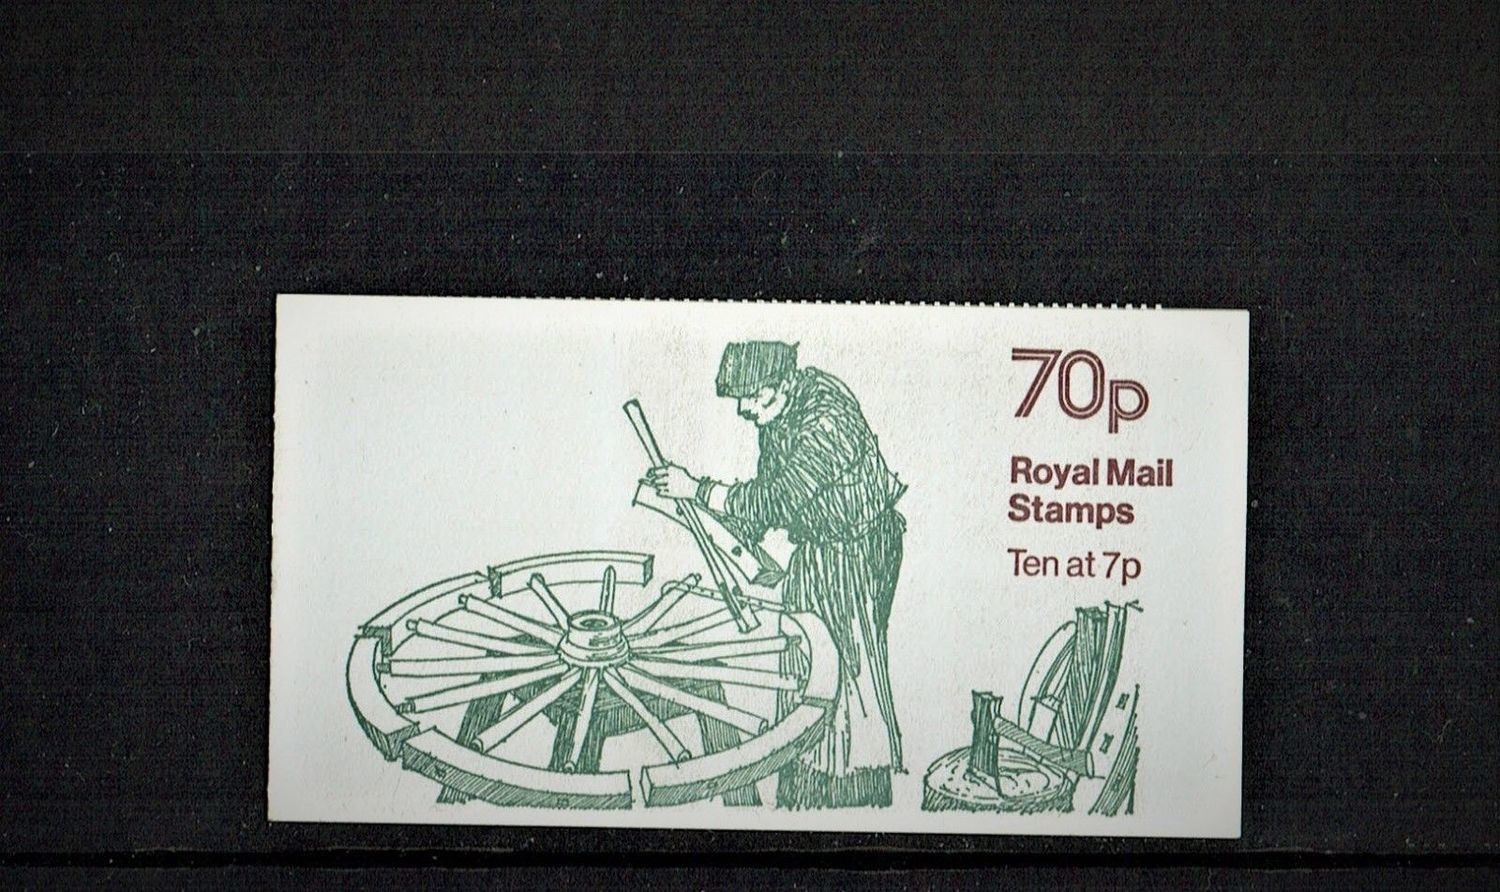 70p
Royal Mail
Stamps
Ten at 7p